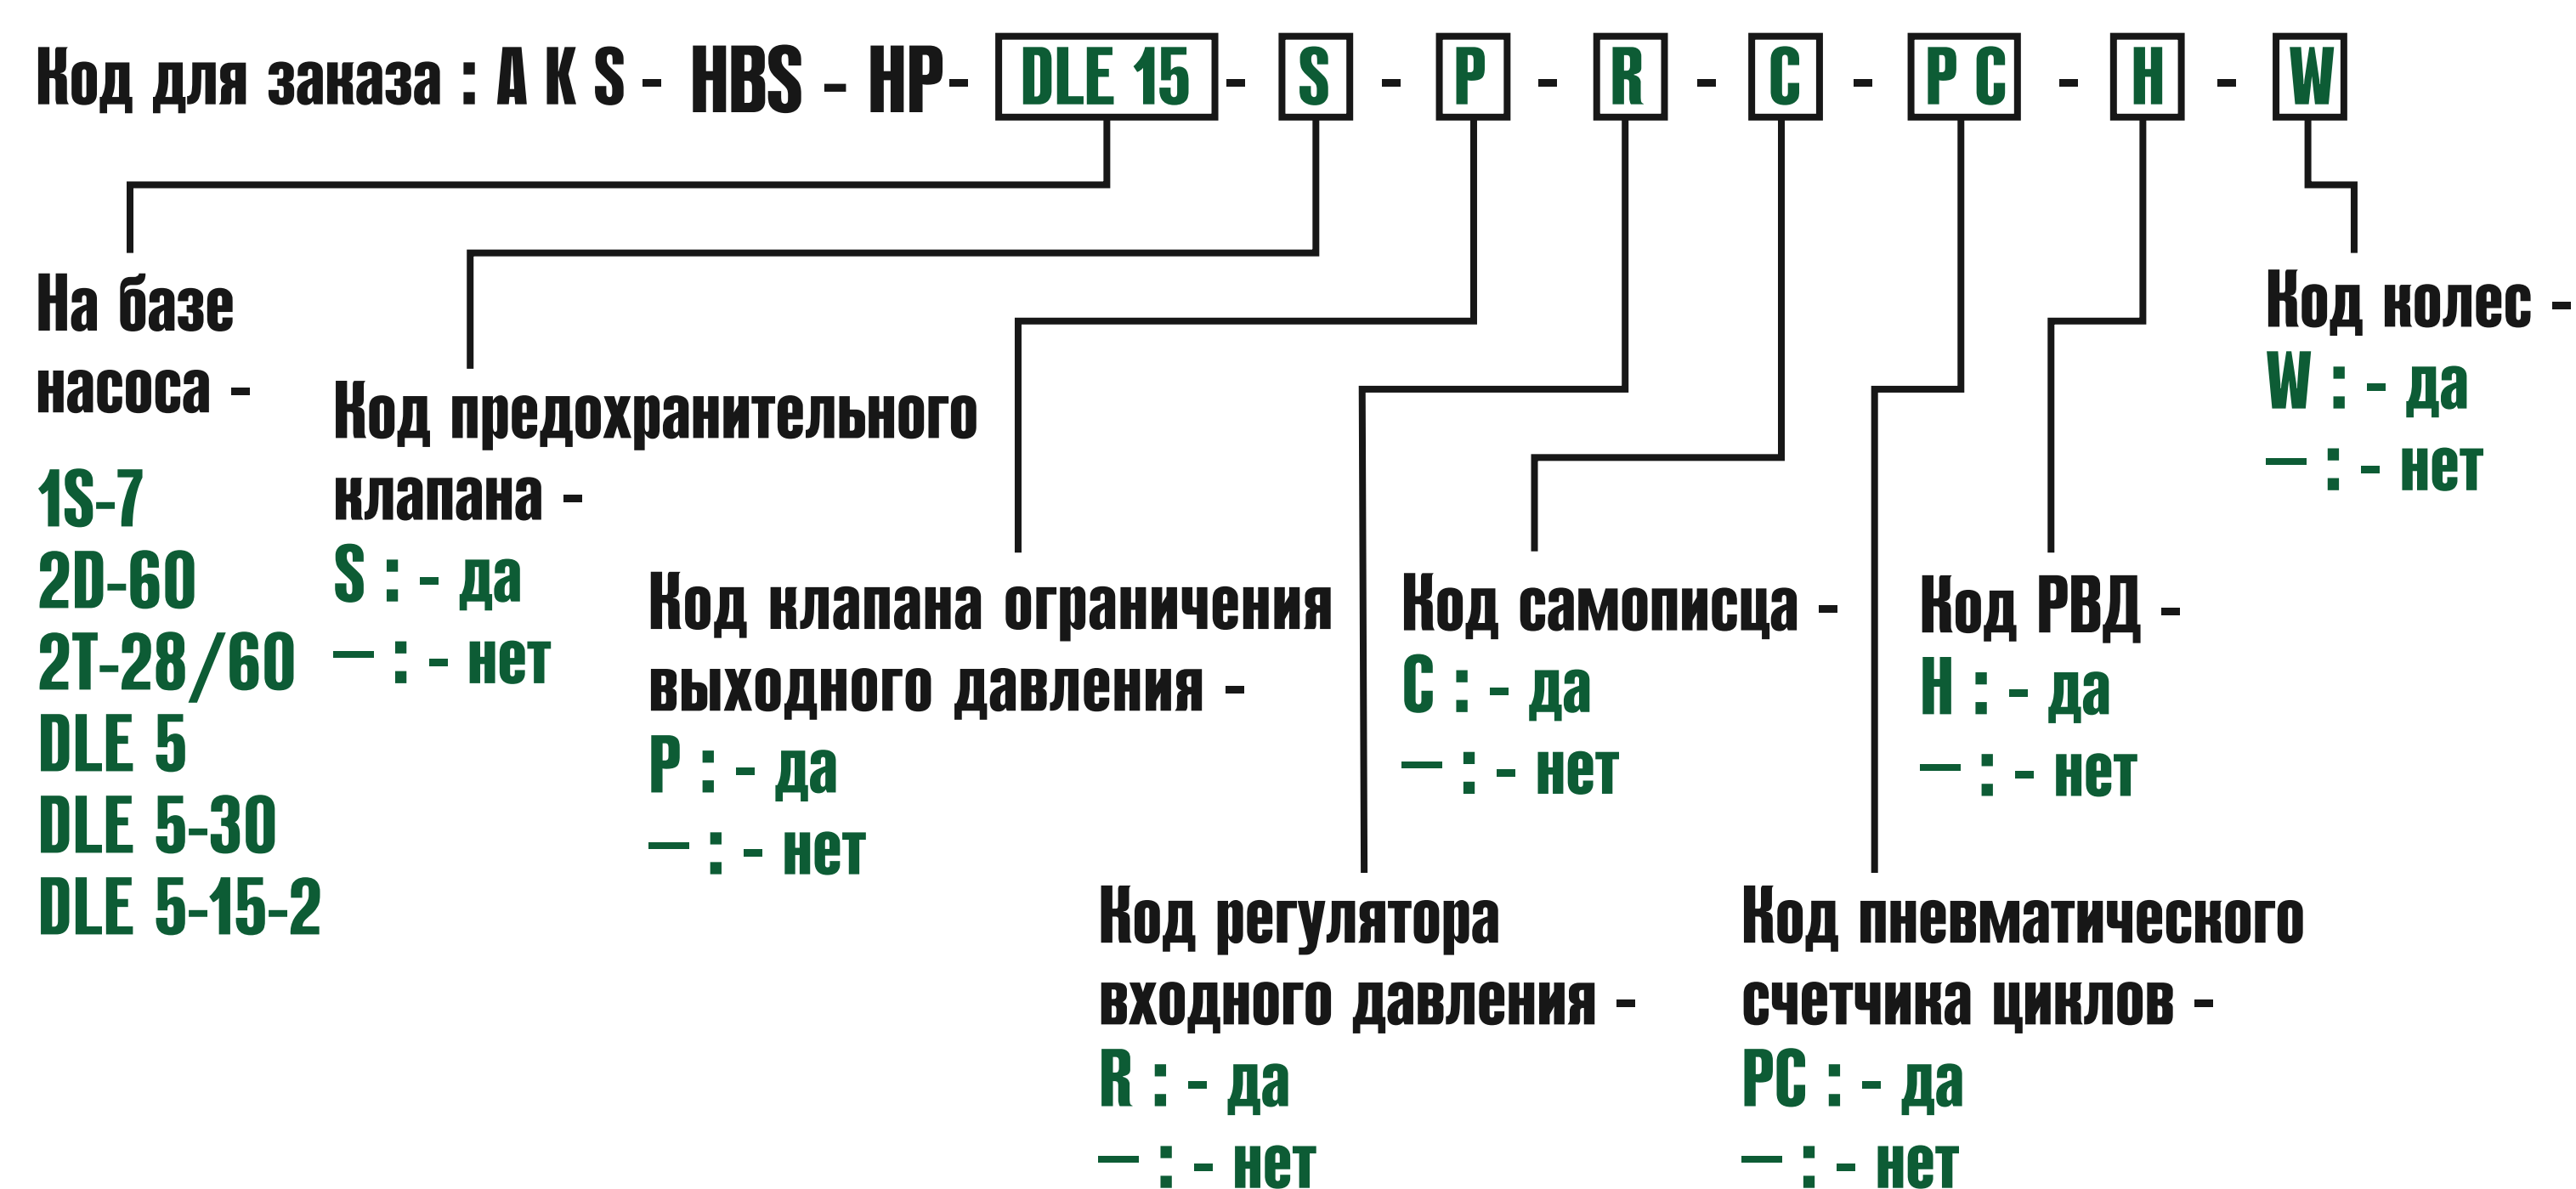 Код для заказа : A K S - HBS - HP- DLE 15 - S - P - R - C - P C - H - W
На базе
насоса -
1S-7
2D-60
2T-28/60
DLE 5
DLE 5-30
DLE 5-15-2
Код предохранительного
клапана -
S : - да
— : - нет
Код клапана ограничения
выходного давления -
P : - да
— : - нет
Код регулятора
входного давления -
R : - да
— : - нет
Код самописца -
C : - да
— : - нет
Код пневматического
счетчика циклов -
PC : - да
— : - нет
Код РВД -
H : - да
— : - нет
Код колес -
W : - да
— : - нет